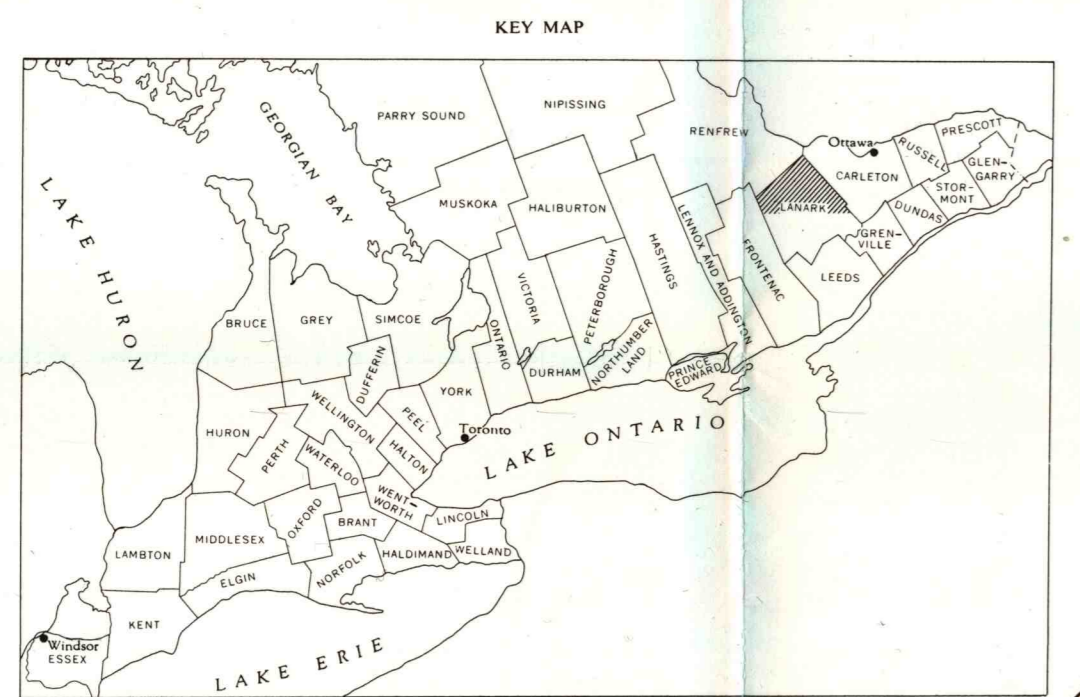 KEY MAP
PARRY SOUND
NIPISSING
RENFREW
Ottawa
RUSSELL
PRESCOTT
GLEN-
GARRY
CARLETON
STOR-
MONT
DUNDAS
GREN-
VILLE
LANARK
LEEDS
GEORGIAN BAY
LAKE HURON
MUSKOKA
HALIBURTON
HASTINGS
LENNOX AND ADDINGTON
FRONTENAC
BRUCE
GREY
SIMCOE
DUFFERIN
ONTARIO
VICTORIA
PETERBOROUGH
DURHAM
NORTHUMBER
LAND
PRINCE
EDWARD
YORK
PEEL
HALTON
Toronto
LAKE ONTARIO
HURON
PERTH
WELLINGTON
WATERLOO
WENT-
WORTH
LINCOLN
WELLAND
HALDIMAND
BRANT
OXFORD
NORFOLK
MIDDLESEX
ELGIN
LAMBTON
KENT
Windsor
ESSEX
LAKE ERIE